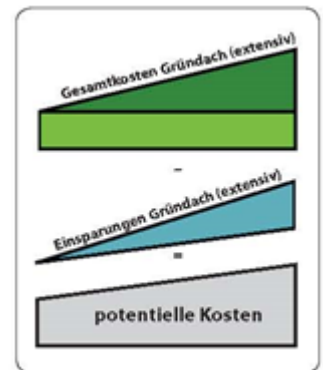 Gesamtkosten Gründach (extensiv)
-
Einsparungen Gründach (extensiv)
=
potentielle Kosten